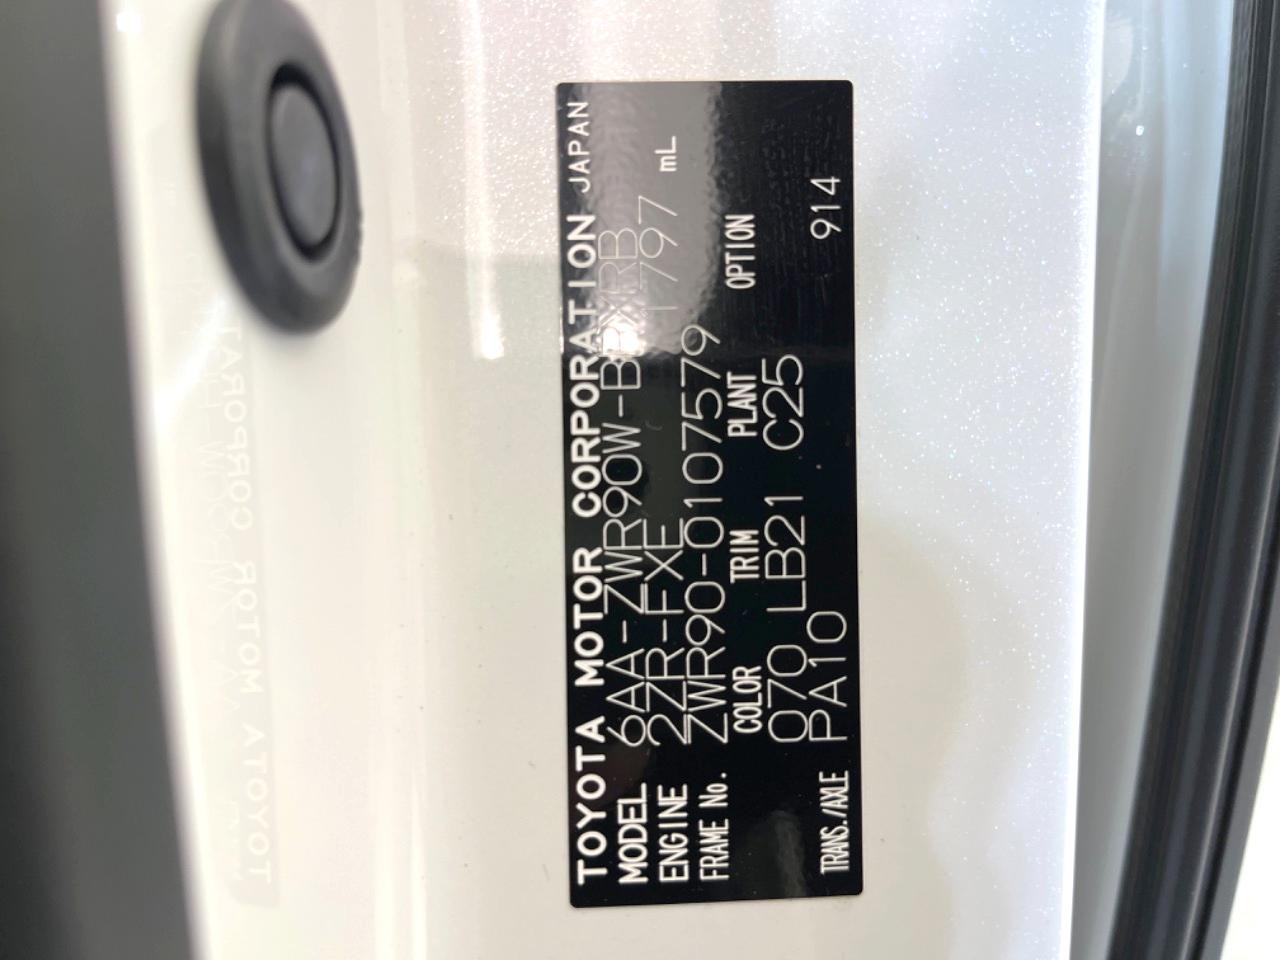 TOYOTA MOTOR CORPORATION JAPAN
MODEL 6AA-ZWR90W-BRXRB
ENGINE 2ZR-FXE 1797 mL
FRAME No. ZWR90-0107579
COLOR TRIM PLANT OPTION
070 LB21 C25
TRANS./AXLE PA10 914